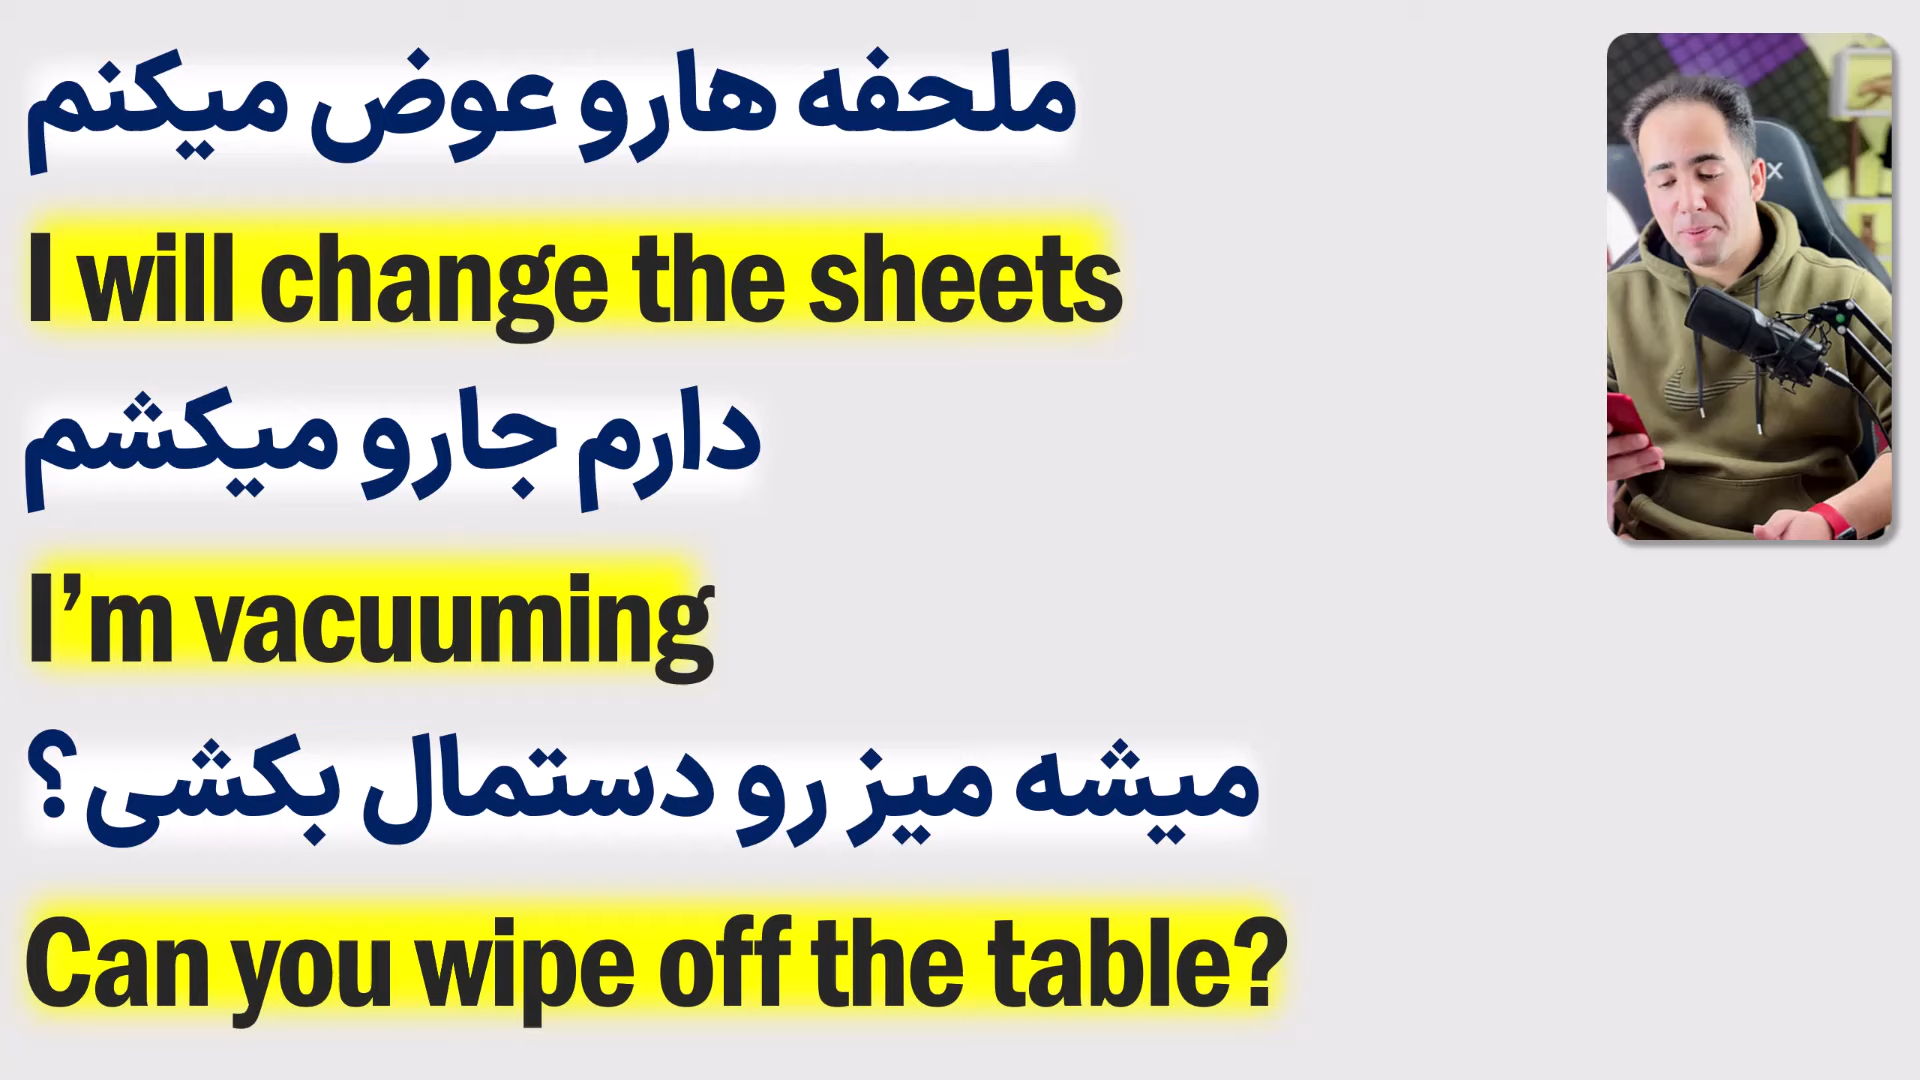 ملحفه هارو عوض میکنم
I will change the sheets
دارم جارو میکشم
I’m vacuuming
میشه میز رو دستمال بکشی؟
Can you wipe off the table?
X